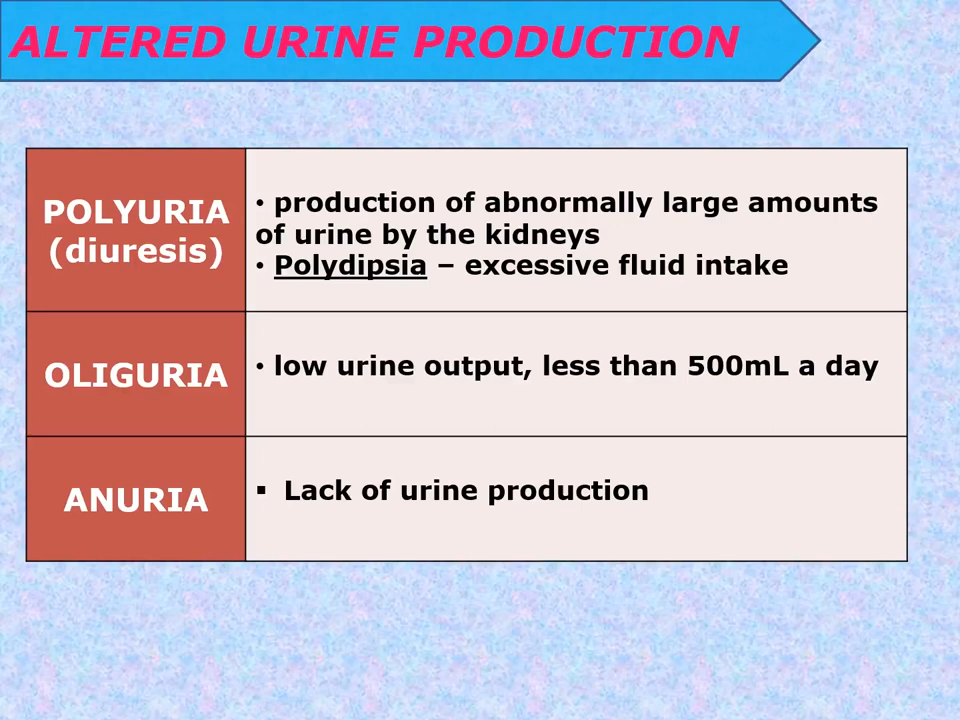 ALTERED URINE PRODUCTION
POLYURIA
(diuresis)
• production of abnormally large amounts
of urine by the kidneys
• Polydipsia – excessive fluid intake
OLIGURIA
• low urine output, less than 500mL a day
ANURIA
▪ Lack of urine production